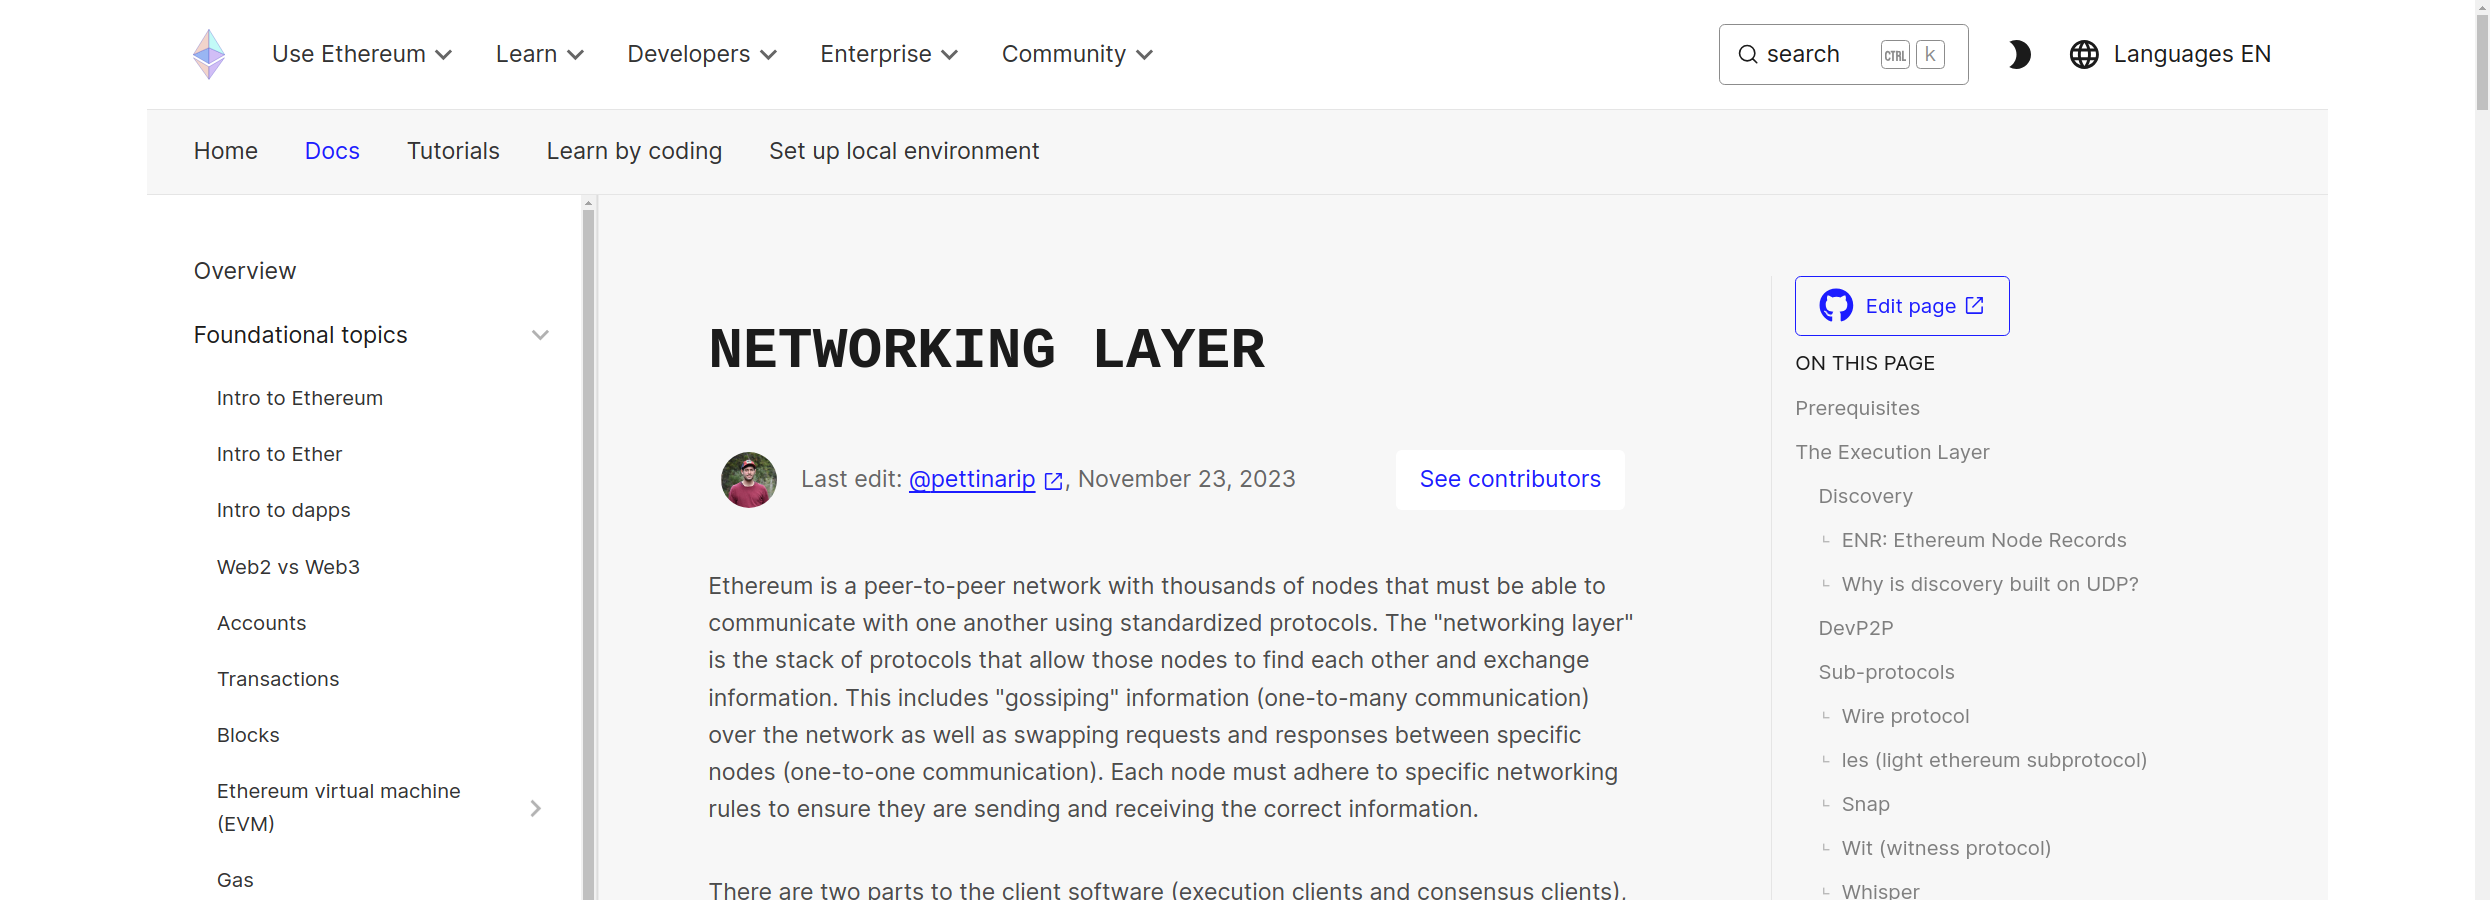 Use Ethereum Learn Developers Enterprise Community search CTRL k Languages EN
Home Docs Tutorials Learn by coding Set up local environment
Overview
Foundational topics
Intro to Ethereum
Intro to Ether
Intro to dapps
Web2 vs Web3
Accounts
Transactions
Blocks
Ethereum virtual machine
(EVM)
Gas
NETWORKING LAYER
Last edit: @pettinarip, November 23, 2023 See contributors
Ethereum is a peer-to-peer network with thousands of nodes that must be able to
communicate with one another using standardized protocols. The "networking layer"
is the stack of protocols that allow those nodes to find each other and exchange
information. This includes "gossiping" information (one-to-many communication)
over the network as well as swapping requests and responses between specific
nodes (one-to-one communication). Each node must adhere to specific networking
rules to ensure they are sending and receiving the correct information.
There are two parts to the client software (execution clients and consensus clients),
Edit page
ON THIS PAGE
Prerequisites
The Execution Layer
Discovery
ENR: Ethereum Node Records
Why is discovery built on UDP?
DevP2P
Sub-protocols
Wire protocol
les (light ethereum subprotocol)
Snap
Wit (witness protocol)
Whisper